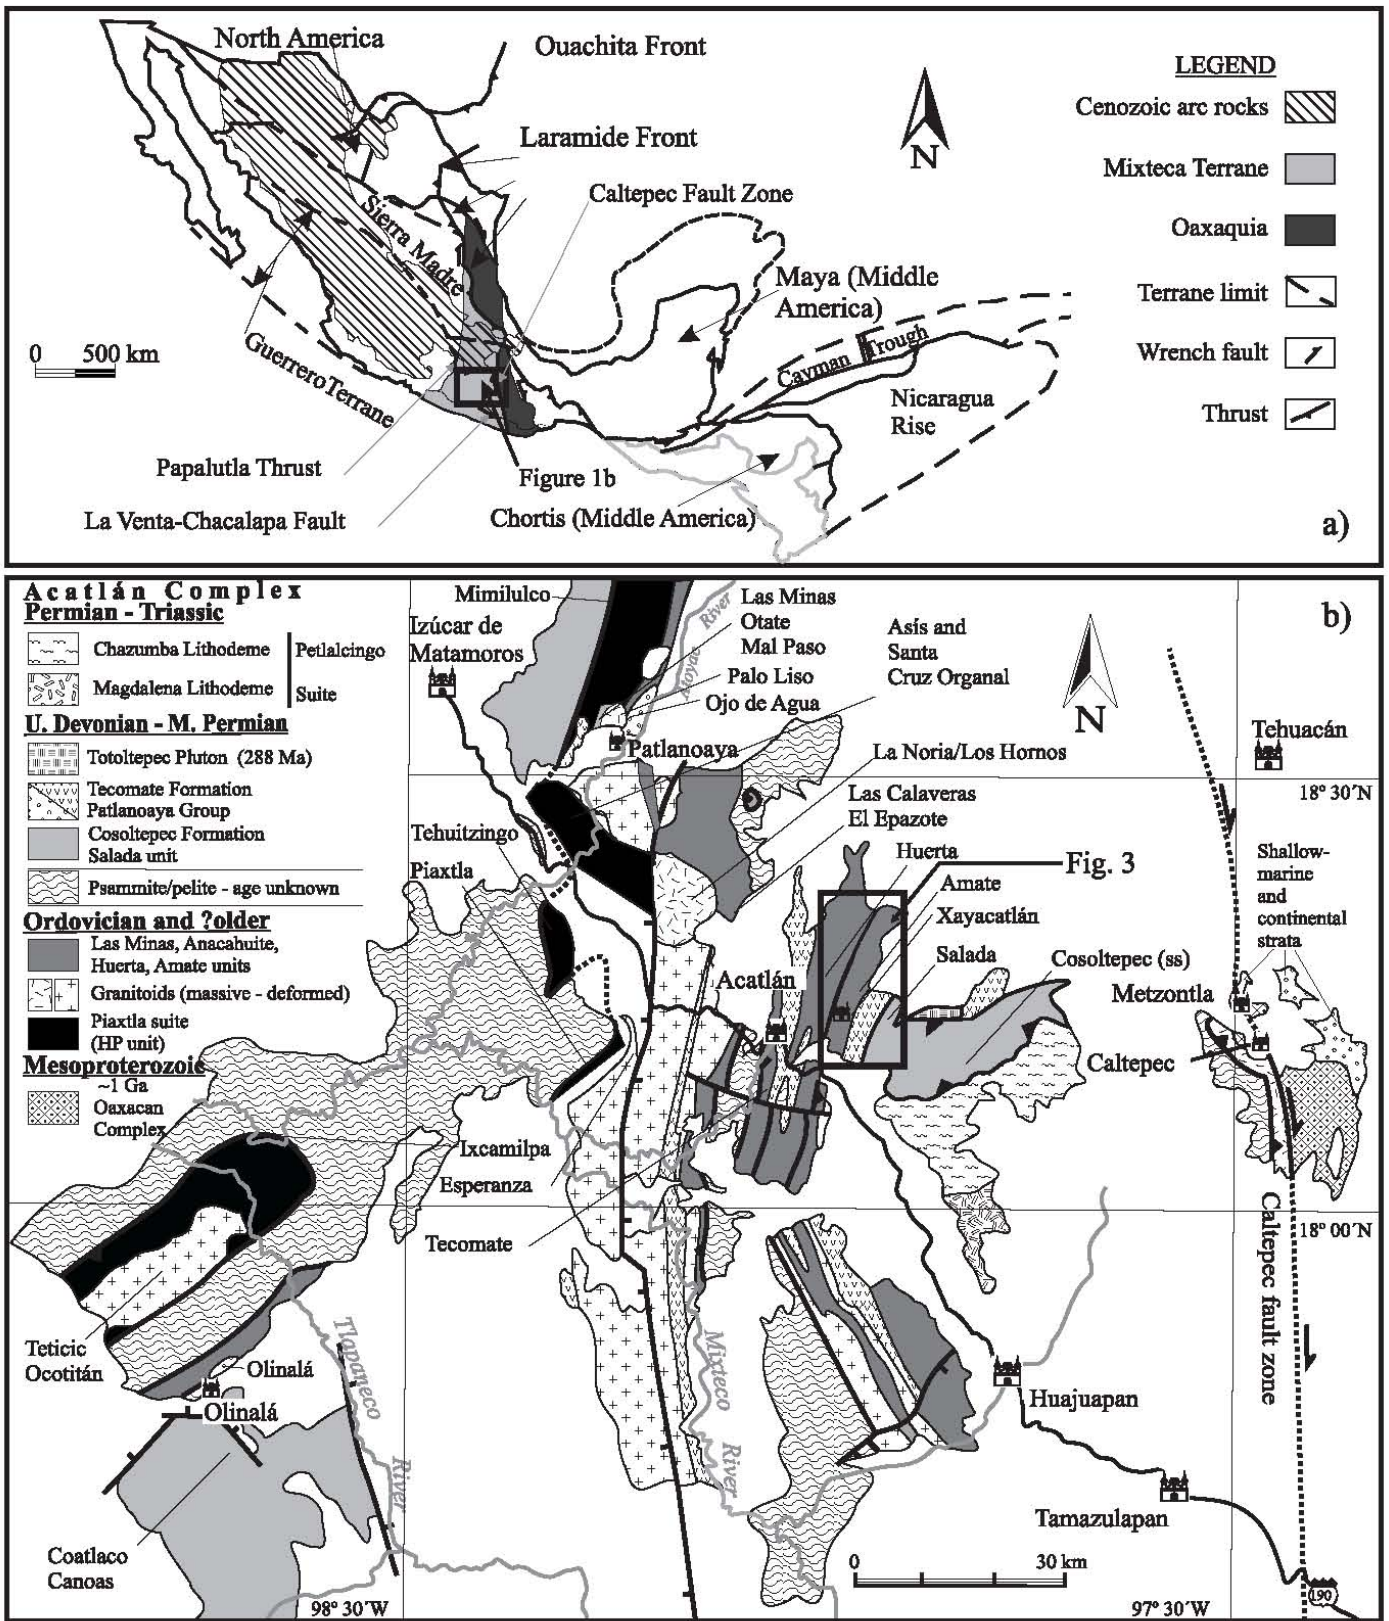 North America
Ouachita Front
Laramide Front
Caltepec Fault Zone
Sierra Madre
Maya (Middle
America)
Cayman Trough
Nicaragua
Rise
Guerrero Terrane
0 500 km
Papalutla Thrust
La Venta-Chacalapa Fault
Figure 1b
Chortis (Middle America)
N
LEGEND
Cenozoic arc rocks
Mixteca Terrane
Oaxaquia
Terrane limit
Wrench fault
Thrust
a)
Acatlán Complex
Permian - Triassic
Chazumba Lithodeme
Magdalena Lithodeme
Petlalcingo
Suite
U. Devonian - M. Permian
Totoltepec Pluton (288 Ma)
Tecomate Formation
Patlanoaya Group
Cosoltepec Formation
Salada unit
Psammite/pelite - age unknown
Ordovician and ?older
Las Minas, Anacahuite,
Huerta, Amate units
Granitoids (massive - deformed)
Piaxtla suite
(HP unit)
Mesoproterozoic
~1 Ga
Oaxacan
Complex
b)
Mimilulco
Izúcar de
Matamoros
Atoyac River
Las Minas
Otate
Mal Paso
Palo Liso
Ojo de Agua
Asís and
Santa
Cruz Organal
N
Patlanoaya
La Noria/Los Hornos
Tehuacán
18° 30´N
Las Calaveras
El Epazote
Tehuitzingo
Piaxtla
Huerta
Fig. 3
Amate
Xayacatlán
Salada
Cosoltepec (ss)
Shallow-
marine
and
continental
strata
Acatlán
Metzontla
Caltepec
Ixcamilpa
Esperanza
Tecomate
18° 00´N
Caltepec fault zone
Teticic
Ocotitán
Olinalá
Olinalá
Tlapaneco
River
Mixteco
River
Huajuapan
Tamazulapan
Coatlaco
Canoas
0 30 km
190
98° 30´W
97° 30´W